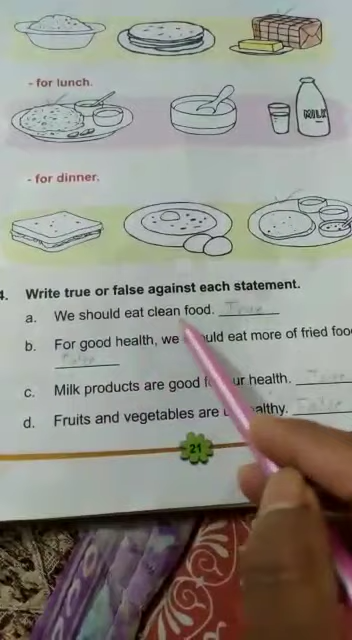 - for lunch.
- for dinner.
4. Write true or false against each statement.
a. We should eat clean food. True
b. For good health, we should eat more of fried foo
False
c. Milk products are good for our health.
d. Fruits and vegetables are unhealthy. False
21